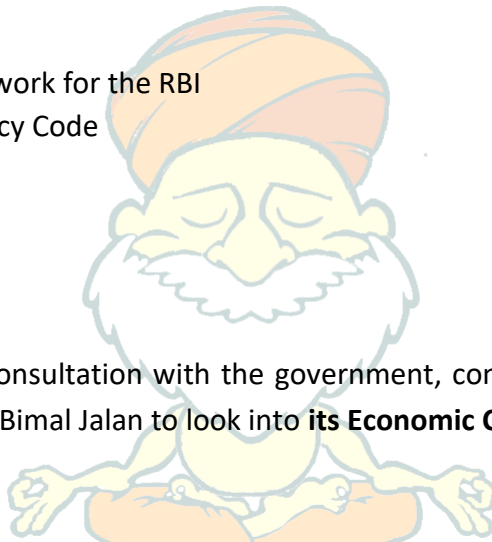 work for the RBI
cy Code
onsultation with the government, con
Bimal Jalan to look into its Economic C